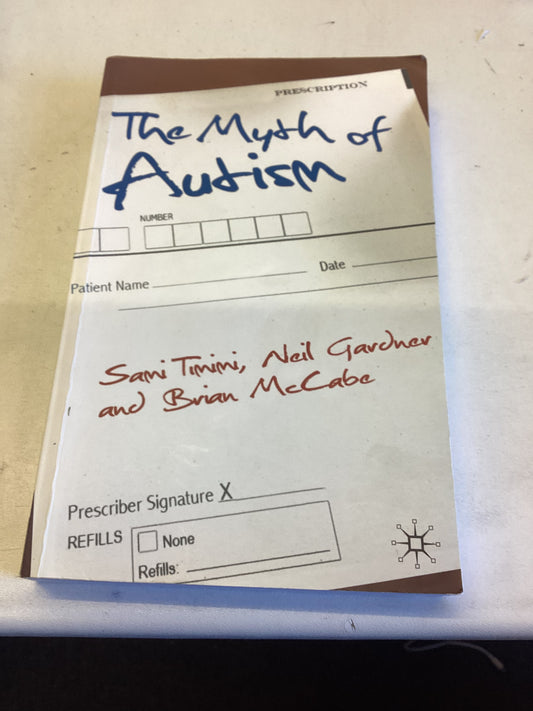 PRESCRIPTION
The Myth of
Autism
NUMBER
Patient Name Date
Sami Timimi, Neil Gardner
and Brian McCabe
Prescriber Signature X
REFILLS None
Refills: